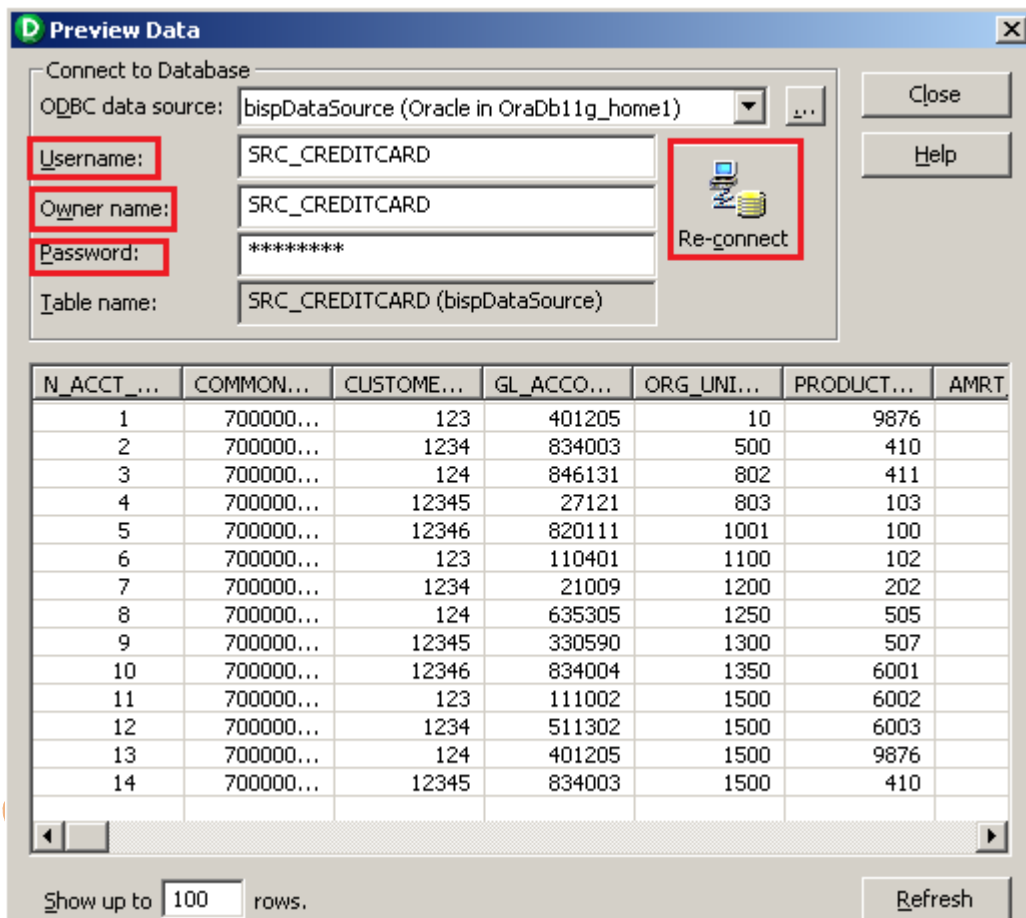 Preview Data
Connect to Database
ODBC data source: bispDataSource (Oracle in OraDb11g_home1) ... Close
Username: SRC_CREDITCARD Help
Owner name: SRC_CREDITCARD
Re-connect
Password: ********
Table name: SRC_CREDITCARD (bispDataSource)
N_ACCT_... COMMON... CUSTOME... GL_ACCO... ORG_UNI... PRODUCT... AMRT_
1 700000... 123 401205 10 9876
2 700000... 1234 834003 500 410
3 700000... 124 846131 802 411
4 700000... 12345 27121 803 103
5 700000... 12346 820111 1001 100
6 700000... 123 110401 1100 102
7 700000... 1234 21009 1200 202
8 700000... 124 635305 1250 505
9 700000... 12345 330590 1300 507
10 700000... 12346 834004 1350 6001
11 700000... 123 111002 1500 6002
12 700000... 1234 511302 1500 6003
13 700000... 124 401205 1500 9876
14 700000... 12345 834003 1500 410
Show up to 100 rows. Refresh